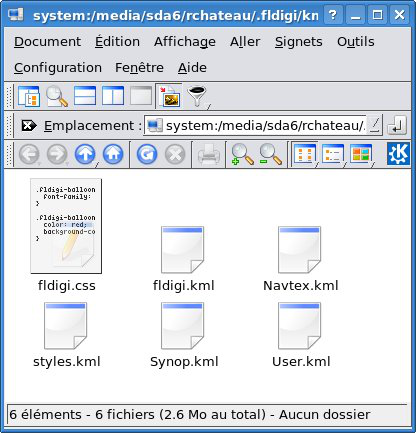 system:/media/sda6/rchateau/.fldigi/kn
Document Édition Affichage Aller Signets Outils
Configuration Fenêtre Aide
Emplacement : system:/media/sda6/rchateau/.
.fldigi-balloon
font-family:
}
.fldigi-balloon
color: red;
background-co
}
fldigi.css fldigi.kml Navtex.kml
styles.kml Synop.kml User.kml
6 éléments - 6 fichiers (2.6 Mo au total) - Aucun dossier